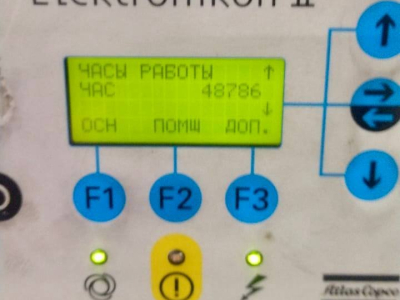 Elektronikon II
ЧАСЫ РАБОТЫ ↑
ЧАС 48786
↓
ОСН ПОМЩ ДОП.
F1 F2 F3
Atlas Copco